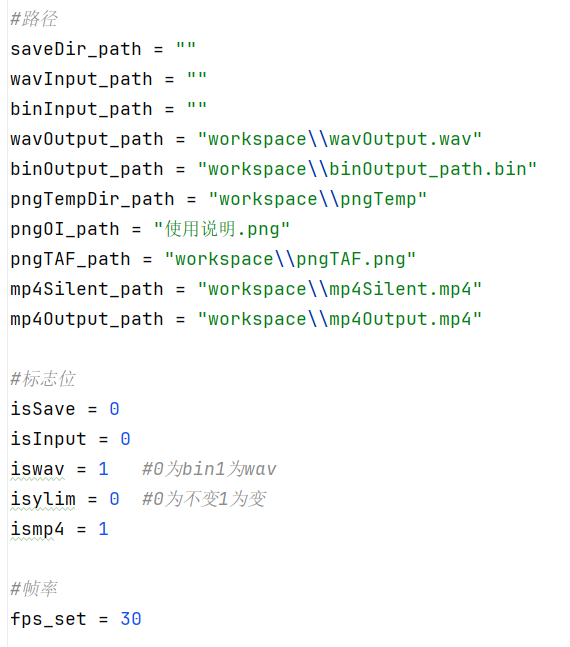 #路径
saveDir_path = ""
wavInput_path = ""
binInput_path = ""
wavOutput_path = "workspace\\wavOutput.wav"
binOutput_path = "workspace\\binOutput_path.bin"
pngTempDir_path = "workspace\\pngTemp"
pngOI_path = "使用说明.png"
pngTAF_path = "workspace\\pngTAF.png"
mp4Silent_path = "workspace\\mp4Silent.mp4"
mp4Output_path = "workspace\\mp4Output.mp4"
#标志位
isSave = 0
isInput = 0
iswav = 1   #0为bin1为wav
isylim = 0  #0为不变1为变
ismp4 = 1
#帧率
fps_set = 30